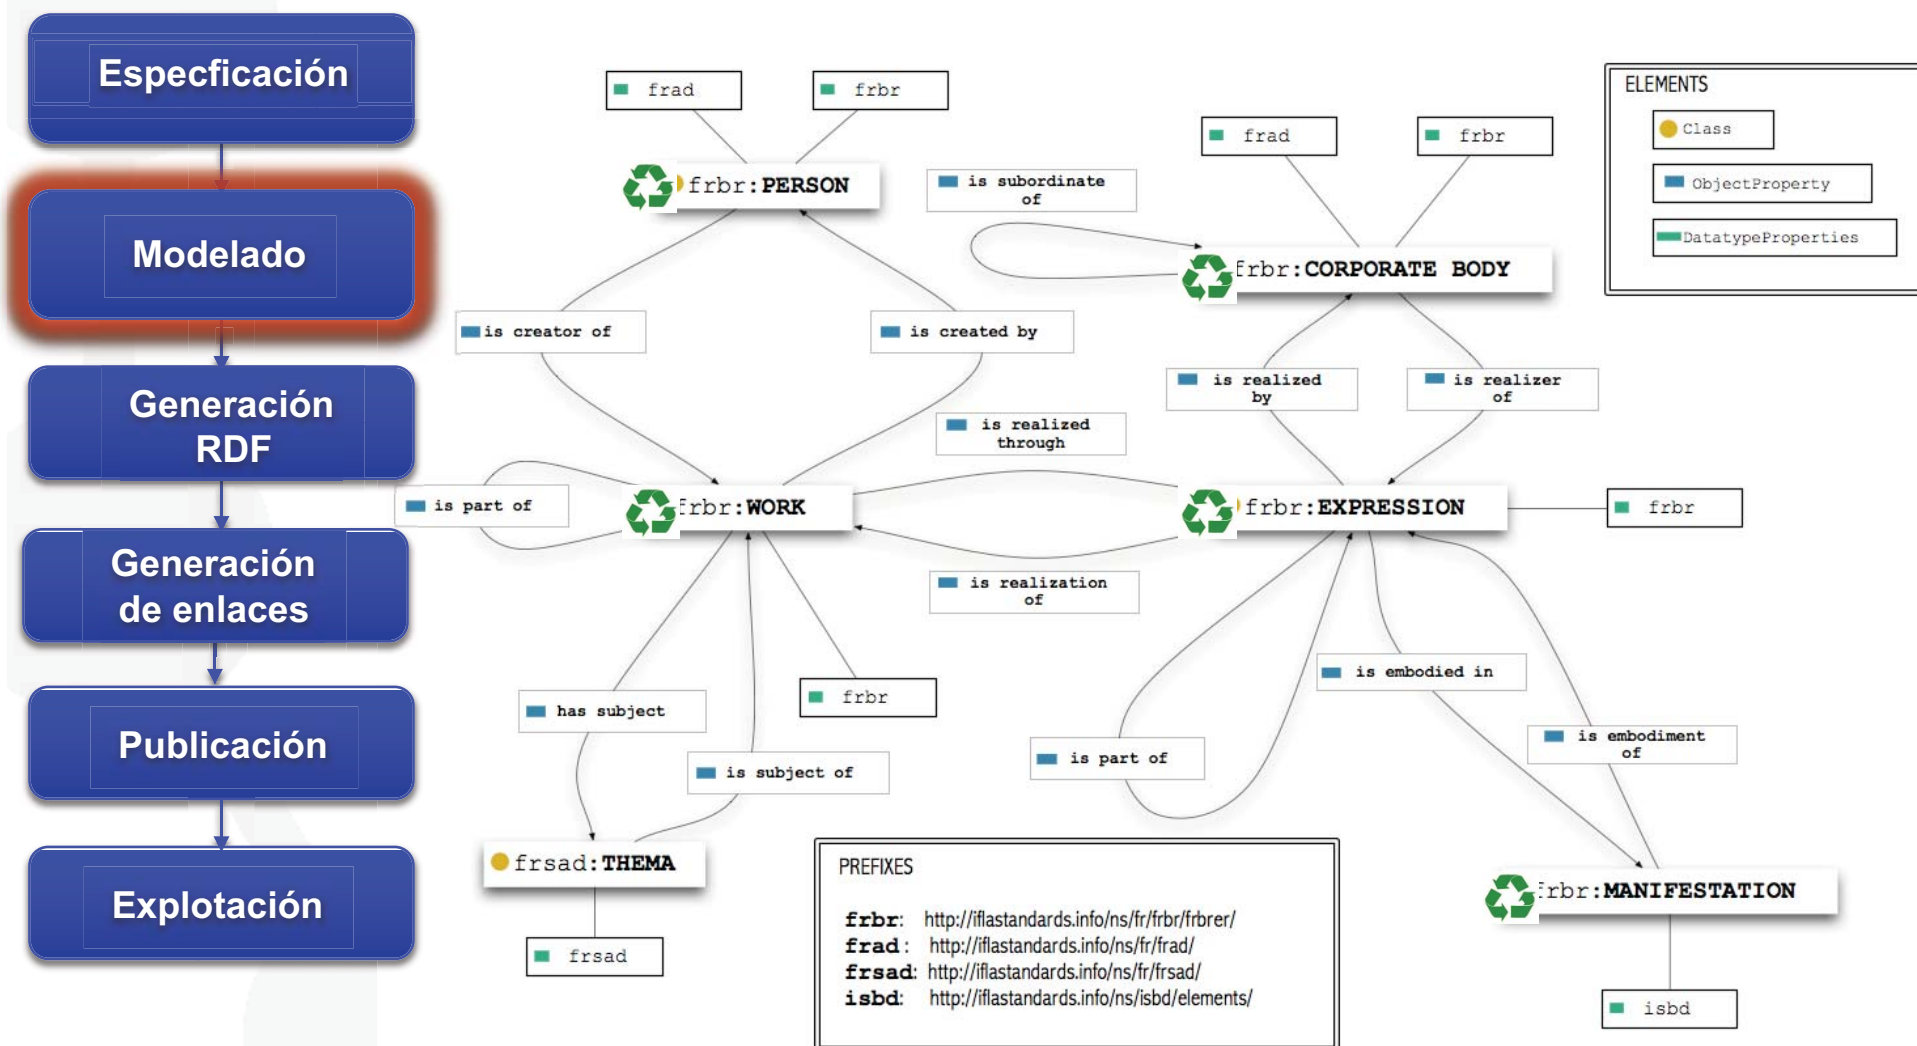 Especficación
Modelado
Generación
RDF
Generación
de enlaces
Publicación
Explotación
frad
frbr
frbr:PERSON
is subordinate
of
frad
frbr
frbr:CORPORATE BODY
ELEMENTS
Class
ObjectProperty
DatatypeProperties
is creator of
is created by
is realized
by
is realizer
of
is realized
through
is part of
frbr:WORK
frbr:EXPRESSION
frbr
is realization
of
has subject
frbr
is subject of
is embodied in
is part of
is embodiment
of
frsad:THEMA
frsad
frbr:MANIFESTATION
isbd
PREFIXES
frbr: http://iflastandards.info/ns/fr/frbr/frbrer/
frad : http://iflastandards.info/ns/fr/frad/
frsad: http://iflastandards.info/ns/fr/frsad/
isbd: http://iflastandards.info/ns/isbd/elements/